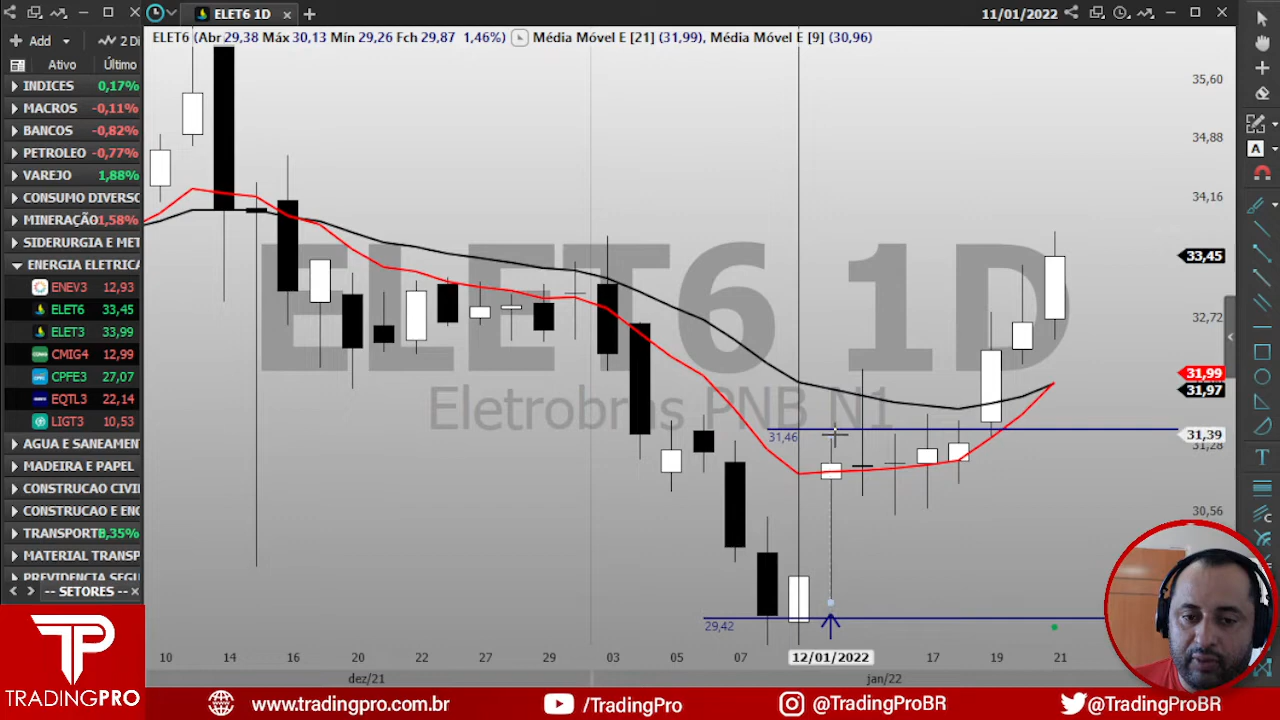 ELET6 1D
11/01/2022
Add
2 Di
Ativo Último
INDICES 0,17%
MACROS -0,11%
BANCOS -0,82%
PETROLEO -0,77%
VAREJO 1,88%
CONSUMO DIVERSO
MINERAÇÃO 1,58%
SIDERURGIA E MET
ENERGIA ELETRICA
ENEV3 12,93
ELET6 33,45
ELET3 33,99
CMIG4 12,99
CPFE3 27,07
EQTL3 22,14
LIGT3 10,53
AGUA E SANEAMEN
MADEIRA E PAPEL
CONSTRUCAO CIVI
CONSTRUCAO E ENG
TRANSPORTE 0,35%
MATERIAL TRANSP
PREVIDENCIA SEGU
-- SETORES --
ELET6 (Abr 29,38 Máx 30,13 Mín 29,26 Fch 29,87 1,46%) Média Móvel E [21] (31,99), Média Móvel E [9] (30,96)
ELET6 1D
Eletrobras PNB N1
35,60
34,88
34,16
33,45
32,72
31,99
31,97
31,39
31,28
30,56
31,46
29,42
10 14 16 20 22 27 29 03 05 07 12/01/2022 17 19 21
dez/21 jan/22
A
T
TP
TRADINGPRO
www.tradingpro.com.br /TradingPro @TradingProBR @TradingProBR